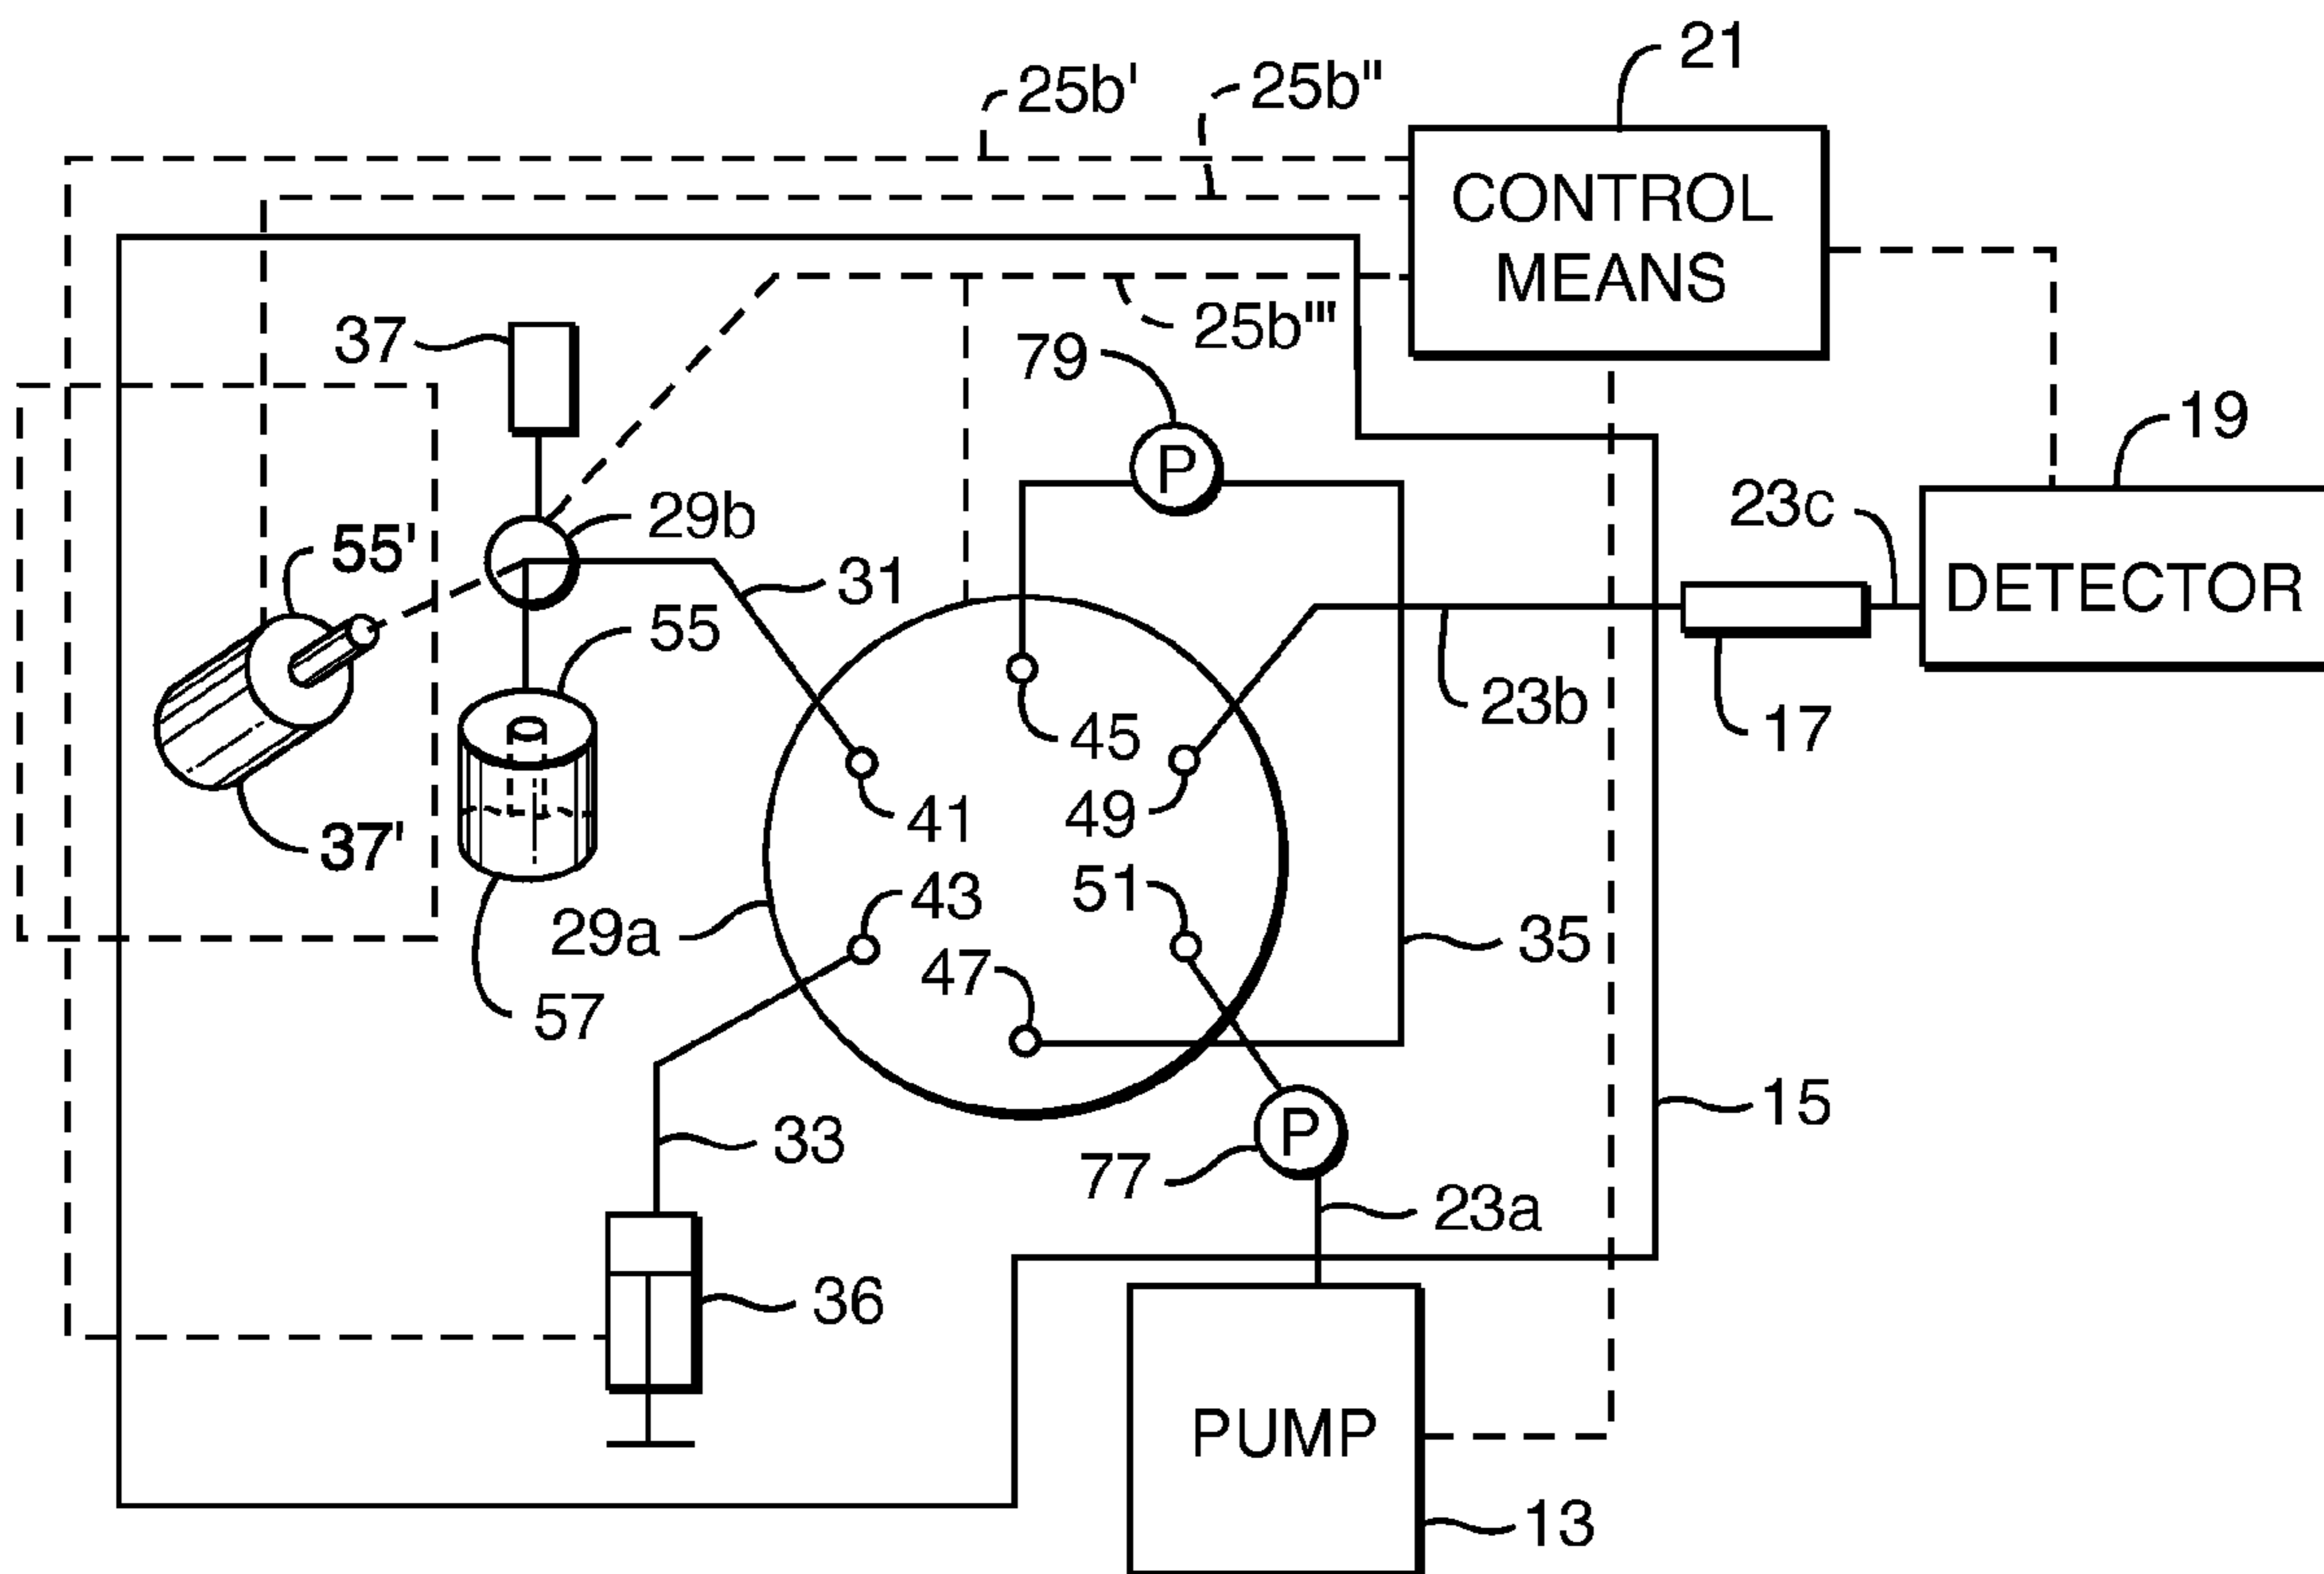 21
25b'
25b"
CONTROL
MEANS
25b"'
37
79
19
29b
23c
55'
31
DETECTOR
55
23b
45
17
41
49
37'
43
51
29a
47
35
57
15
33
77
23a
36
PUMP
13
P
P